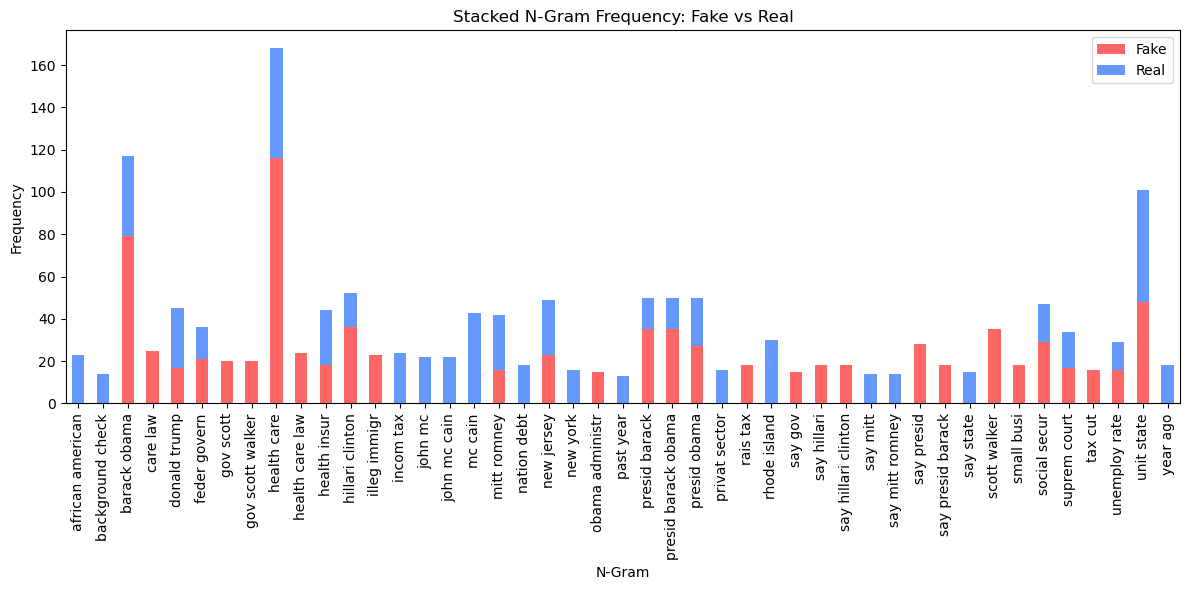 Stacked N-Gram Frequency: Fake vs Real
Fake
Real
Frequency
160
140
120
100
80
60
40
20
0
african american
background check
barack obama
care law
donald trump
feder govern
gov scott
gov scott walker
health care
health care law
health insur
hillari clinton
illeg immigr
incom tax
john mc
john mc cain
mc cain
mitt romney
nation debt
new jersey
new york
obama administr
past year
presid barack
presid barack obama
presid obama
privat sector
rais tax
rhode island
say gov
say hillari
say hillari clinton
say mitt
say mitt romney
say presid
say presid barack
say state
scott walker
small busi
social secur
suprem court
tax cut
unemploy rate
unit state
year ago
N-Gram